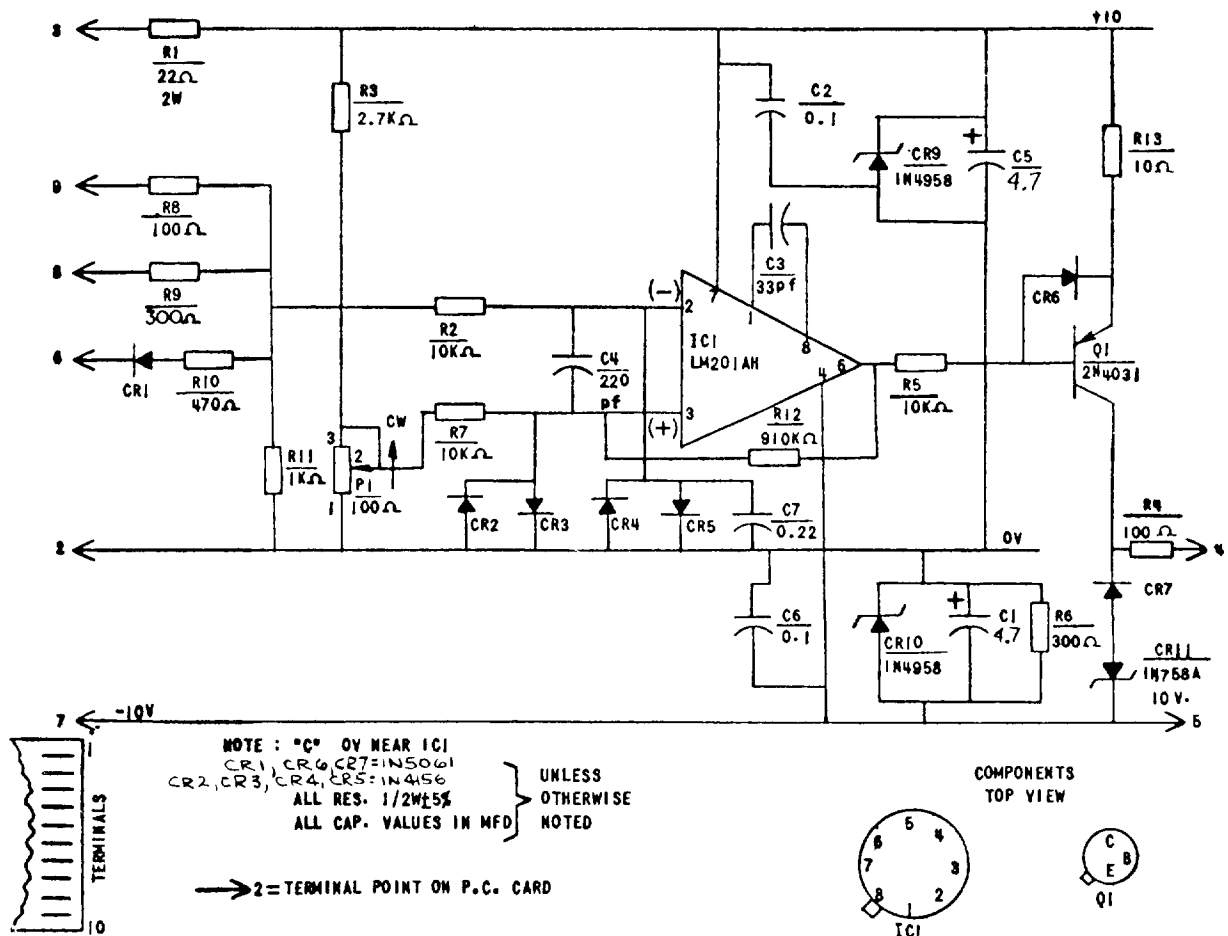 3
R1
22Ω
2W
+10
R3
2.7KΩ
C2
0.1
CR9
1N4958
+
C5
4.7
R13
10Ω
9
R8
100Ω
8
R9
300Ω
6
CR1
R10
470Ω
R2
10KΩ
C4
220
pf
(-)
2
7
1
C3
33pf
8
IC1
LM201AH
4
6
3
(+)
R5
10KΩ
CR6
Q1
2N4031
R12
910KΩ
R11
1KΩ
3
2
P1
100Ω
1
CW
R7
10KΩ
CR2
CR3
CR4
CR5
C7
0.22
R4
100Ω
4
2
0V
C6
0.1
CR10
1N4958
+
C1
4.7
R6
300Ω
CR7
CR11
1N758A
10V.
7
-10V
5
1
TERMINALS
10
NOTE : "C" 0V NEAR IC1
CR1, CR6, CR7=1N5061
CR2, CR3, CR4, CR5=1N4156
ALL RES. 1/2W±5%
ALL CAP. VALUES IN MFD
UNLESS
OTHERWISE
NOTED
2=TERMINAL POINT ON P.C. CARD
COMPONENTS
TOP VIEW
5
6
4
7
3
8
2
1
IC1
C
B
E
Q1